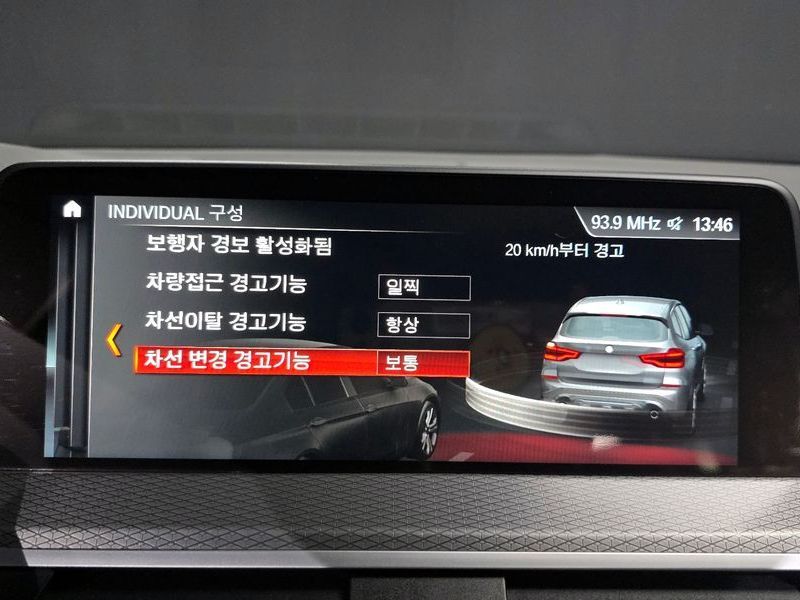 INDIVIDUAL 구성
93.9 MHz 13:46
보행자 경보 활성화됨
20 km/h부터 경고
차량접근 경고기능 일찍
차선이탈 경고기능 항상
차선 변경 경고기능 보통